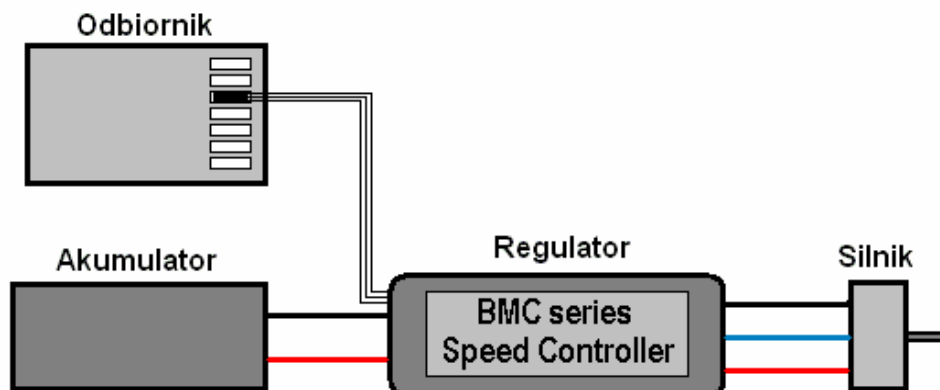 Odbiornik
Akumulator
Regulator
Silnik
BMC series
Speed Controller